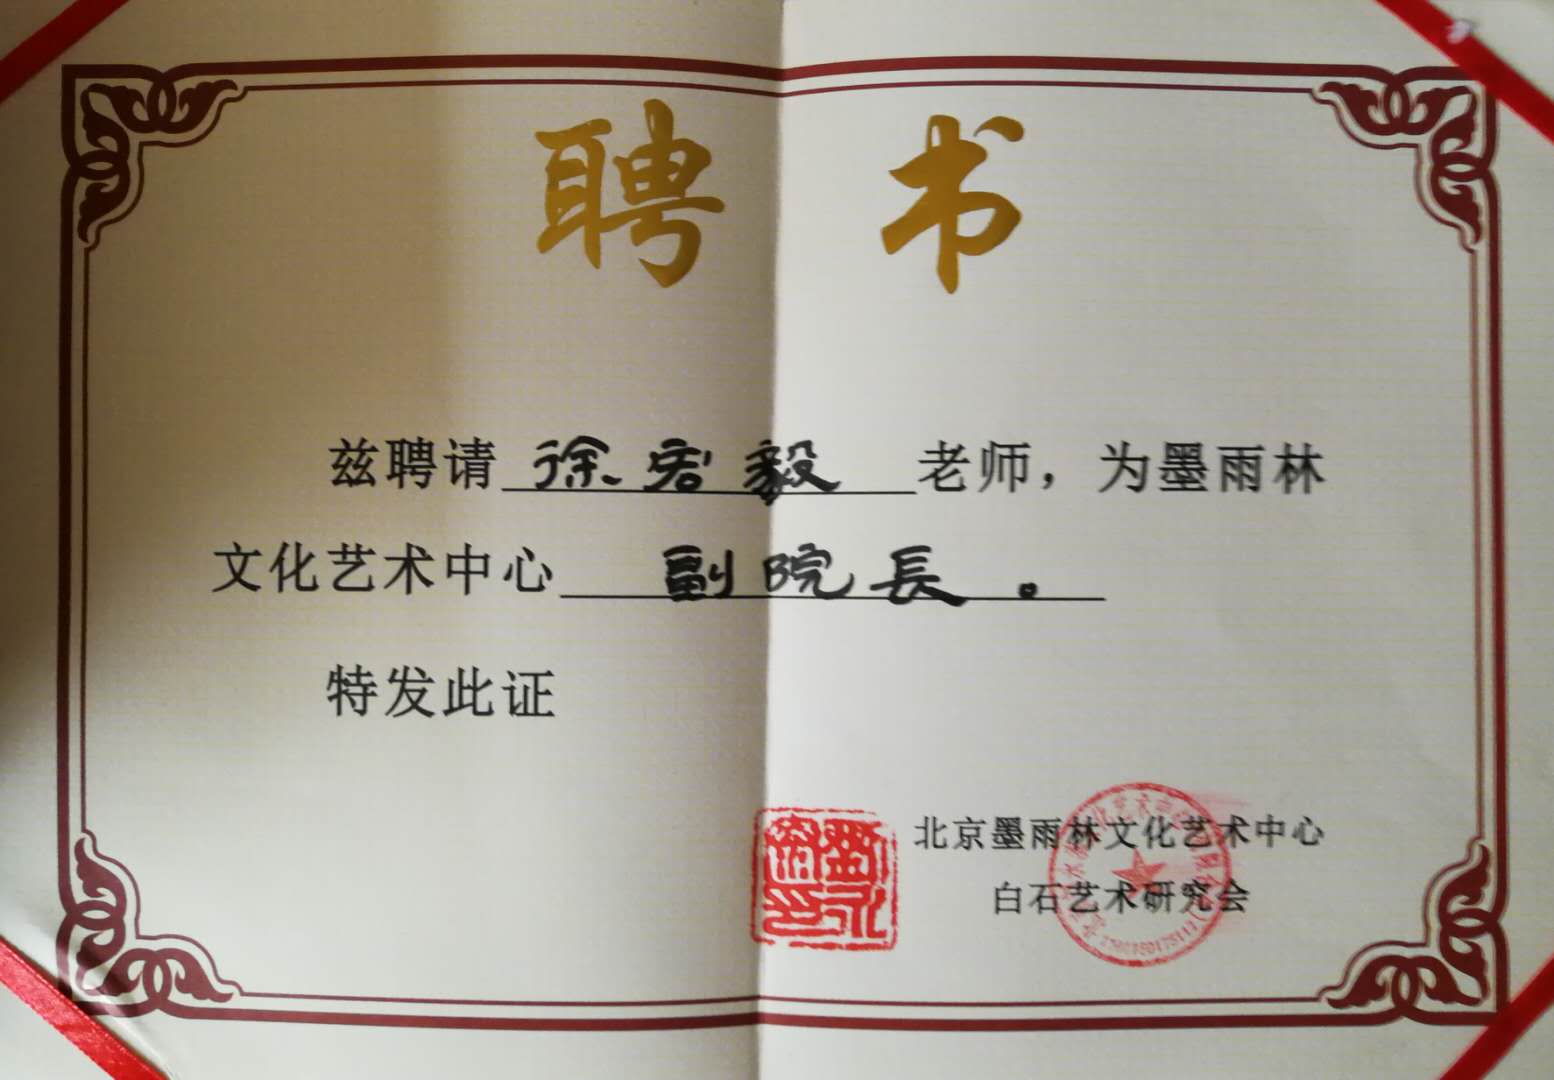 聘书
兹聘请徐宏毅老师，为墨雨林
文化艺术中心副院長。
特发此证
北京墨雨林文化艺术中心
白石艺术研究会